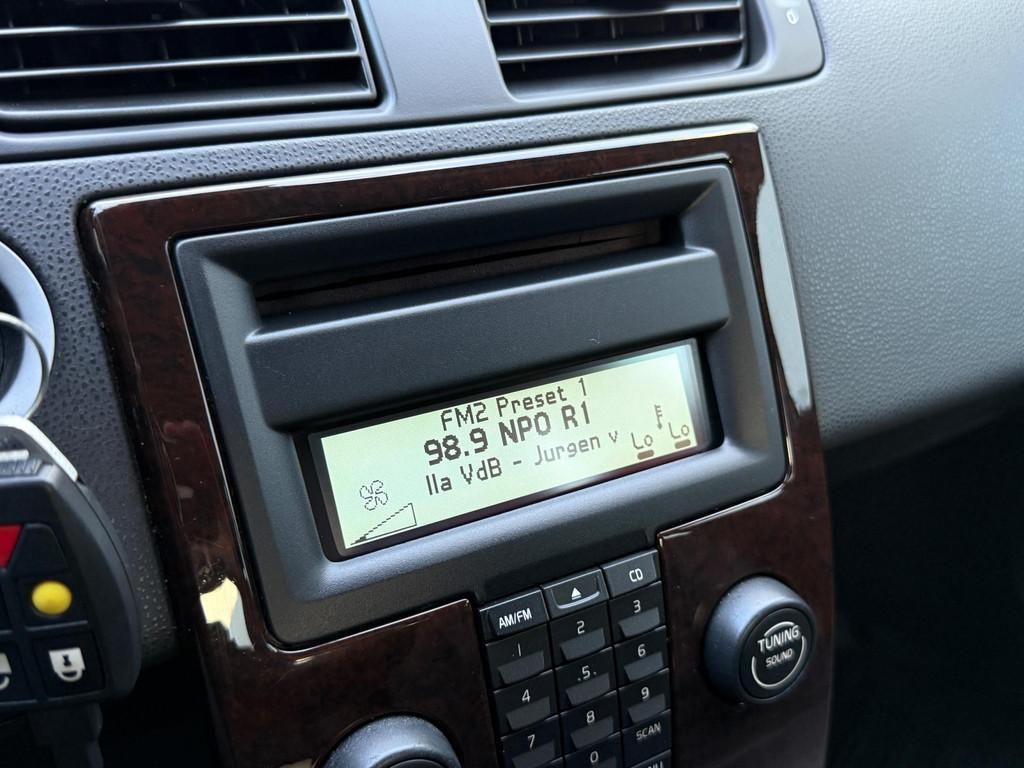 FM2 Preset 1
98.9 NPO R1
lla VdB - Jurgen v
Lo Lo
CD
AM/FM
1 2 3
4 5 6
7 8 9
0 SCAN
TUNING
SOUND